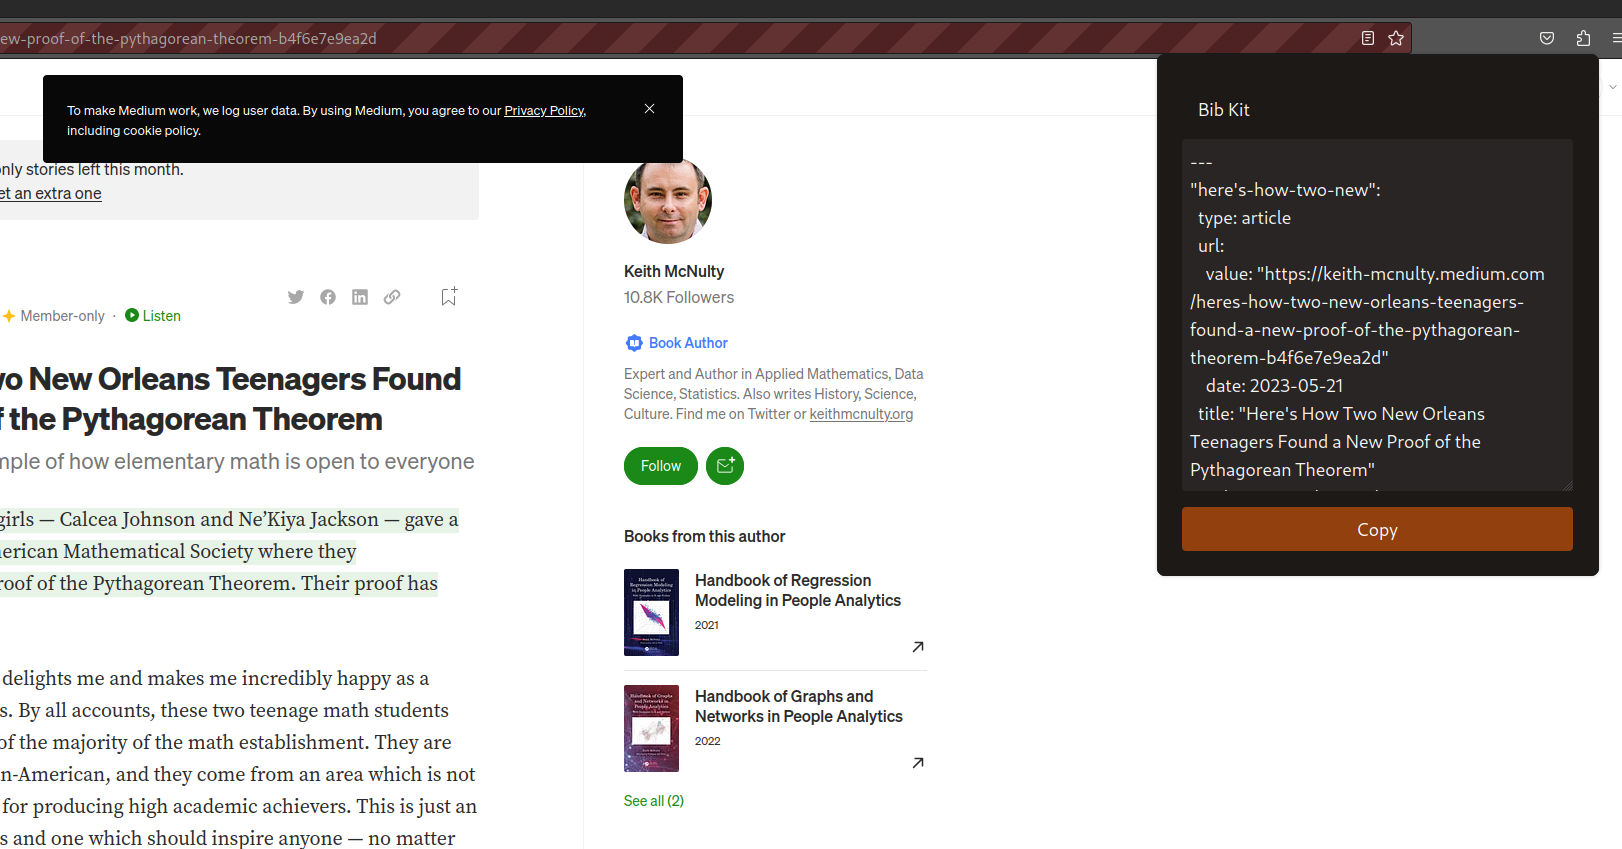 ew-proof-of-the-pythagorean-theorem-b4f6e7e9ea2d
To make Medium work, we log user data. By using Medium, you agree to our Privacy Policy,
including cookie policy.
nly stories left this month.
et an extra one
Member-only · Listen
vo New Orleans Teenagers Found
f the Pythagorean Theorem
mple of how elementary math is open to everyone
girls — Calcea Johnson and Ne’Kiya Jackson — gave a
nerican Mathematical Society where they
roof of the Pythagorean Theorem. Their proof has
delights me and makes me incredibly happy as a
s. By all accounts, these two teenage math students
of the majority of the math establishment. They are
n-American, and they come from an area which is not
for producing high academic achievers. This is just an
s and one which should inspire anyone — no matter
Keith McNulty
10.8K Followers
Book Author
Expert and Author in Applied Mathematics, Data
Science, Statistics. Also writes History, Science,
Culture. Find me on Twitter or keithmcnulty.org
Follow
Books from this author
Handbook of Regression
Modeling in People Analytics
2021
Handbook of Graphs and
Networks in People Analytics
2022
See all (2)
Bib Kit
---
"here's-how-two-new":
type: article
url:
value: "https://keith-mcnulty.medium.com
/heres-how-two-new-orleans-teenagers-
found-a-new-proof-of-the-pythagorean-
theorem-b4f6e7e9ea2d"
date: 2023-05-21
title: "Here's How Two New Orleans
Teenagers Found a New Proof of the
Pythagorean Theorem"
Copy